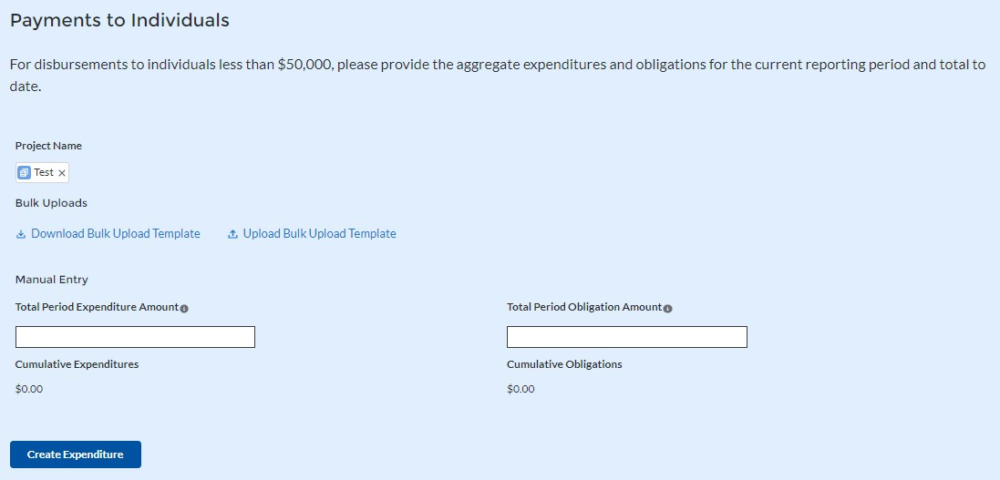 Payments to Individuals
For disbursements to individuals less than $50,000, please provide the aggregate expenditures and obligations for the current reporting period and total to
date.
Project Name
Test ×
Bulk Uploads
Download Bulk Upload Template Upload Bulk Upload Template
Manual Entry
Total Period Expenditure Amount Total Period Obligation Amount
Cumulative Expenditures Cumulative Obligations
$0.00 $0.00
Create Expenditure